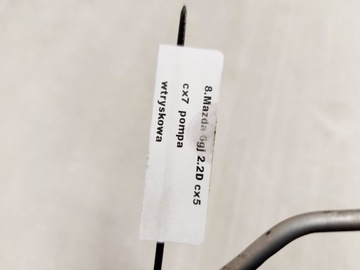 8.Mazda 6gj 2.2D cx5
cx7 pompa
wtryskowa